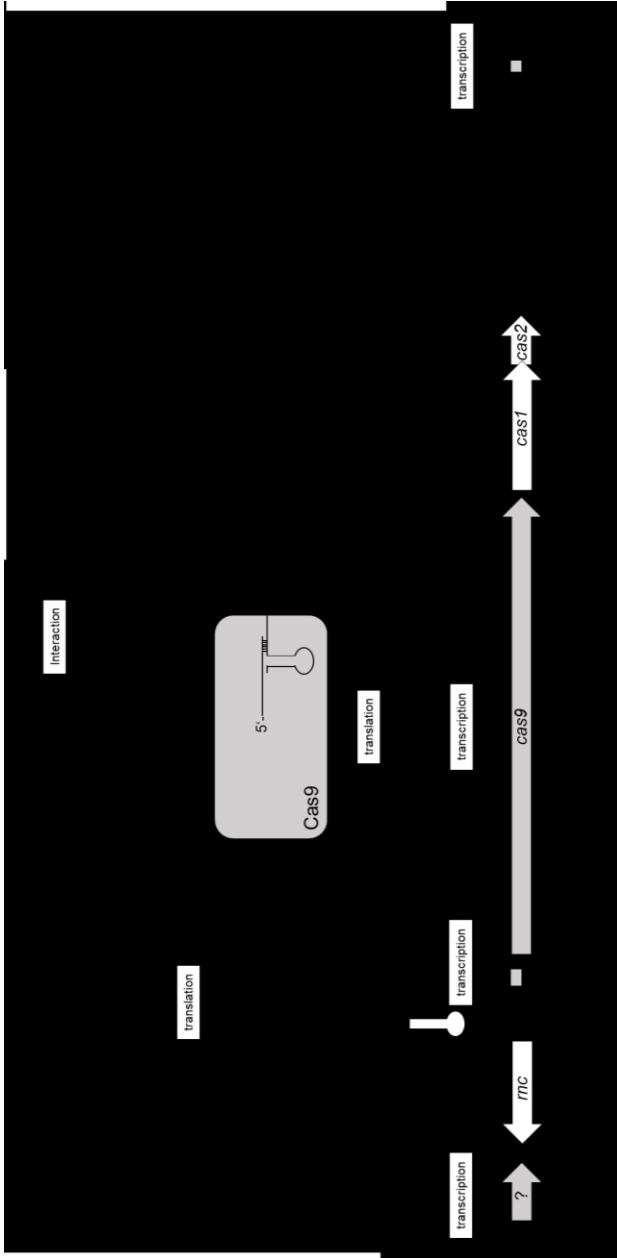 Interaction
translation
5‘-
Cas9
translation
transcription
transcription
transcription
transcription
?
rnc
cas9
cas1
cas2